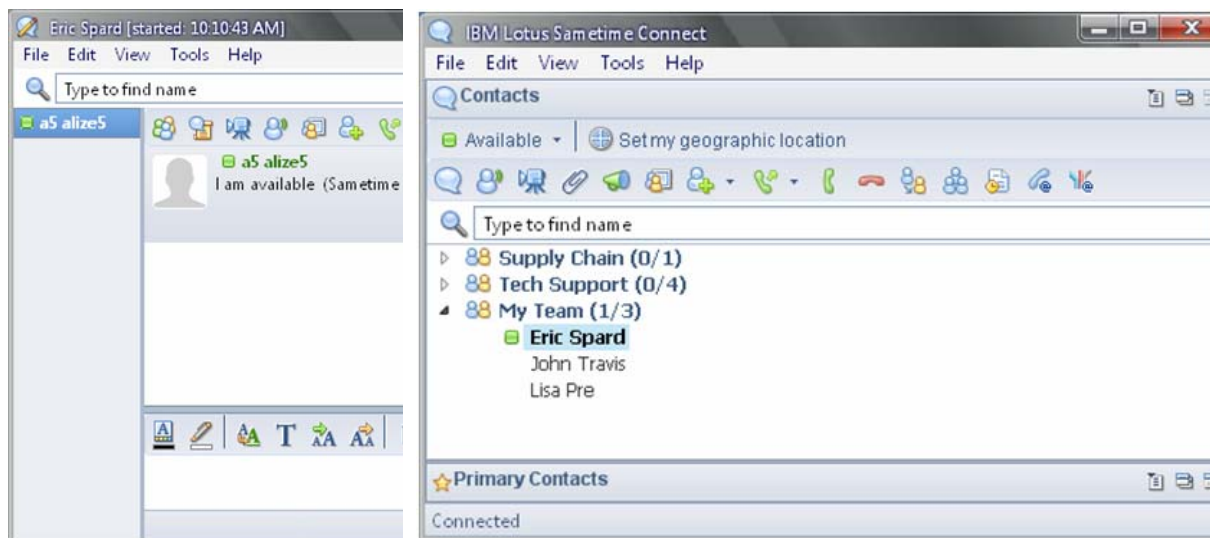 Eric Spard [started: 10:10:43 AM]
File Edit View Tools Help
Type to find name
a5 alize5
a5 alize5
I am available (Sametime
A T AA AA
IBM Lotus Sametime Connect
File Edit View Tools Help
Contacts
Available Set my geographic location
Type to find name
Supply Chain (0/1)
Tech Support (0/4)
My Team (1/3)
Eric Spard
John Travis
Lisa Pre
Primary Contacts
Connected